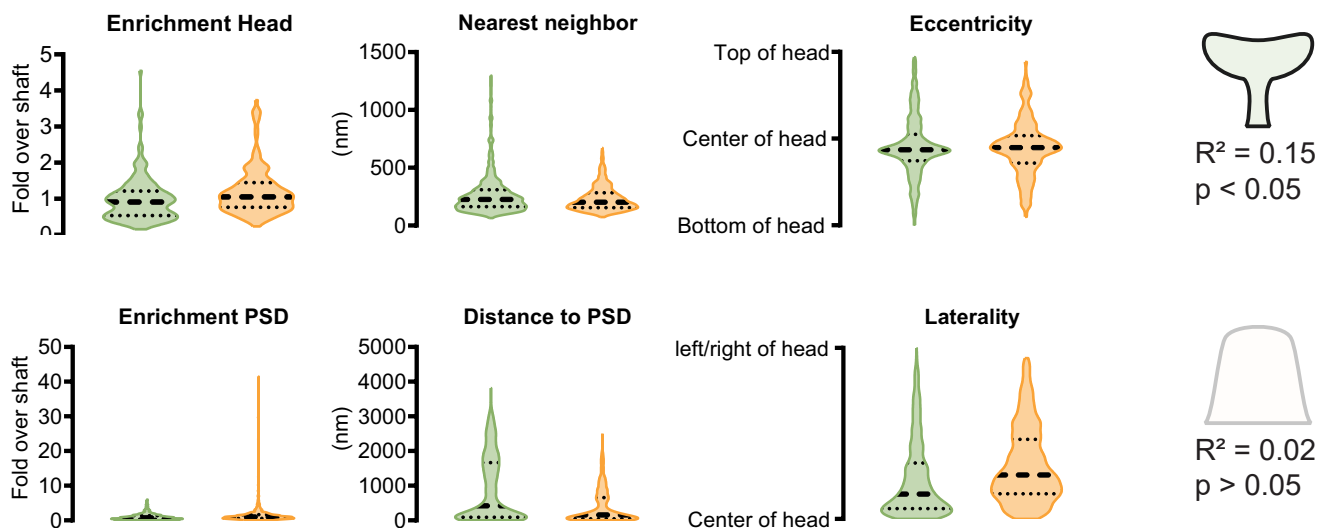 Enrichment Head
Fold over shaft
5
4
3
2
1
0
Nearest neighbor
(nm)
1500
1000
500
0
Eccentricity
Top of head
Center of head
Bottom of head
R² = 0.15
p < 0.05
Enrichment PSD
Fold over shaft
50
40
30
20
10
0
Distance to PSD
(nm)
5000
4000
3000
2000
1000
0
Laterality
left/right of head
Center of head
R² = 0.02
p > 0.05